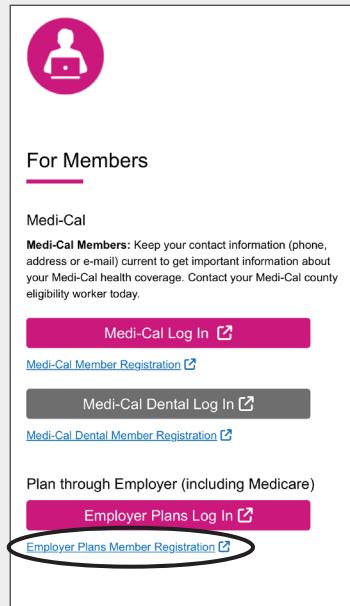 For Members
Medi-Cal
Medi-Cal Members: Keep your contact information (phone,
address or e-mail) current to get important information about
your Medi-Cal health coverage. Contact your Medi-Cal county
eligibility worker today.
Medi-Cal Log In
Medi-Cal Member Registration
Medi-Cal Dental Log In
Medi-Cal Dental Member Registration
Plan through Employer (including Medicare)
Employer Plans Log In
Employer Plans Member Registration